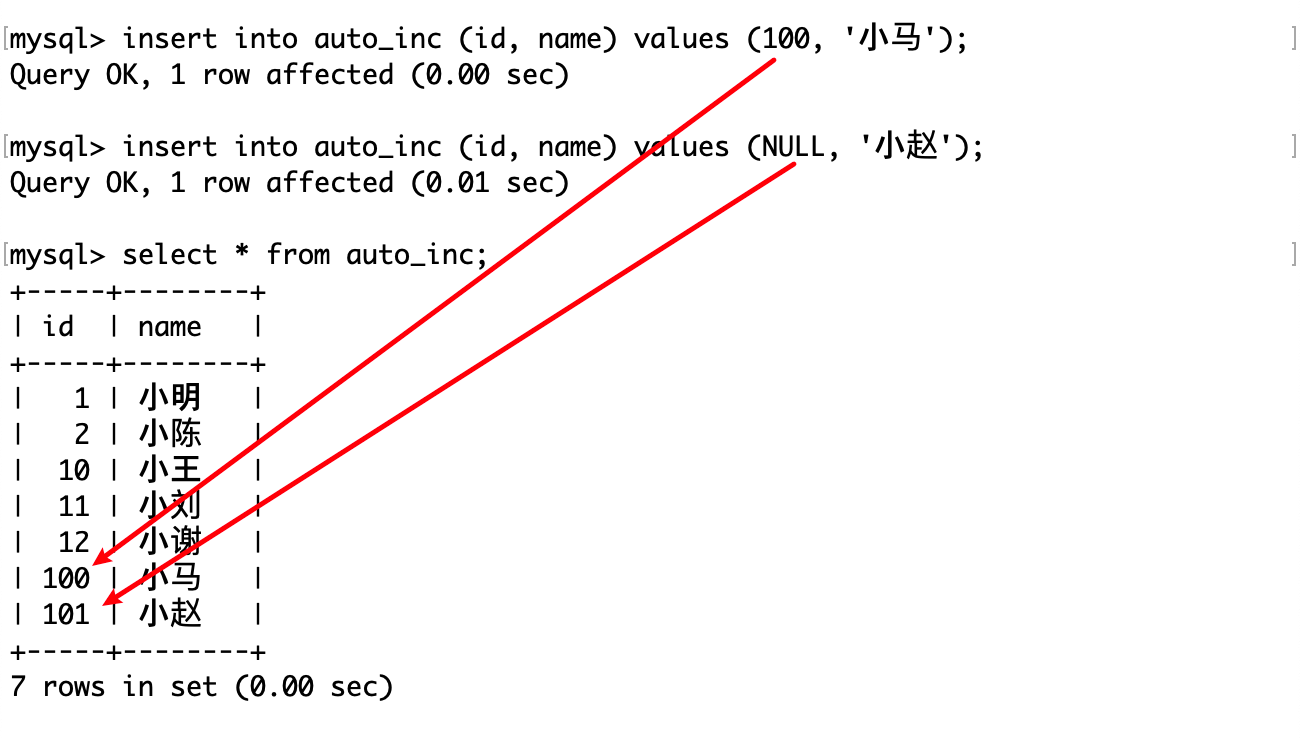 mysql> insert into auto_inc (id, name) values (100, '小马');
Query OK, 1 row affected (0.00 sec)
mysql> insert into auto_inc (id, name) values (NULL, '小赵');
Query OK, 1 row affected (0.01 sec)
mysql> select * from auto_inc;
+-----+--------+
| id  | name   |
+-----+--------+
|   1 | 小明   |
|   2 | 小陈   |
|  10 | 小王   |
|  11 | 小刘   |
|  12 | 小谢   |
| 100 | 小马   |
| 101 | 小赵   |
+-----+--------+
7 rows in set (0.00 sec)